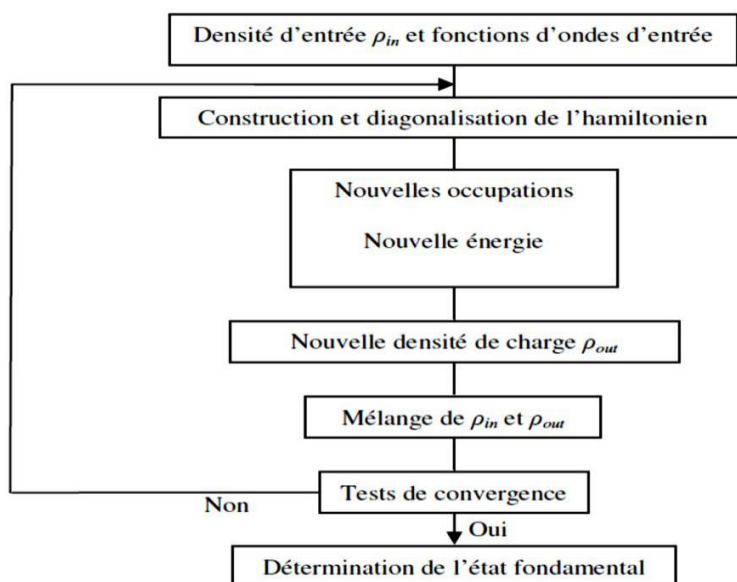 Densité d'entrée ρin et fonctions d'ondes d'entrée
Construction et diagonalisation de l'hamiltonien
Nouvelles occupations
Nouvelle énergie
Nouvelle densité de charge ρout
Mélange de ρin et ρout
Tests de convergence
Non
Oui
Détermination de l'état fondamental